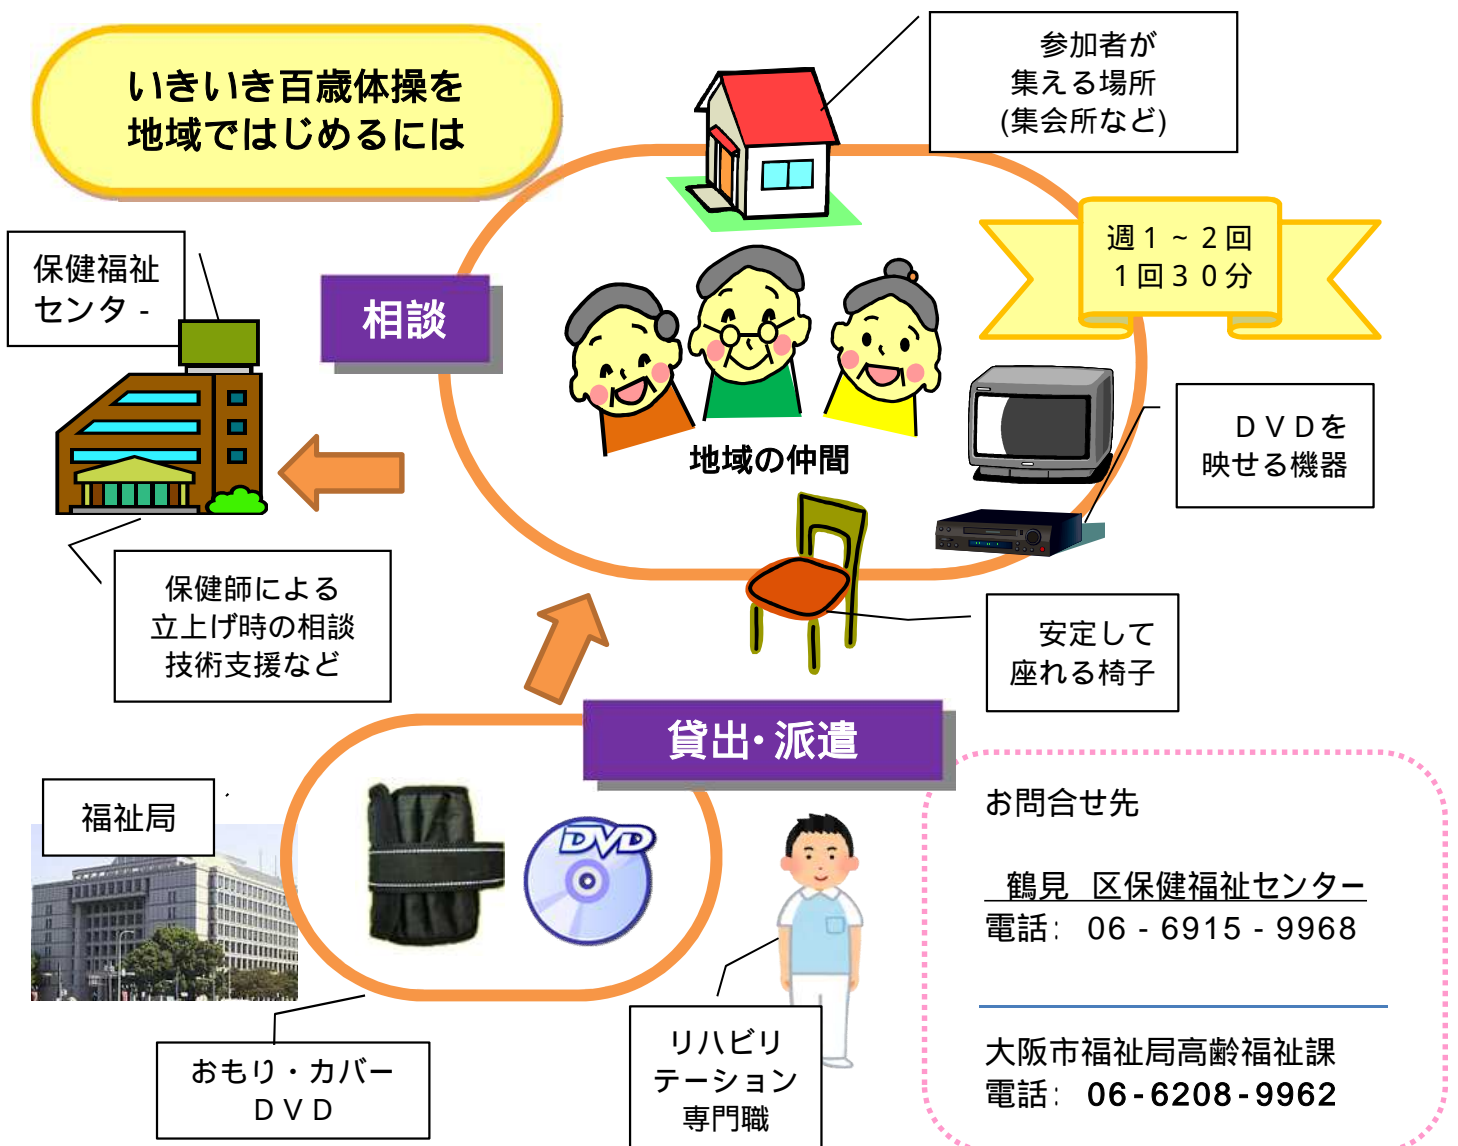 いきいき百歳体操を
地域ではじめるには
参加者が
集える場所
(集会所など)
週１~２回
１回３０分
保健福祉
センタ-
相談
地域の仲間
ＤＶＤを
映せる機器
保健師による
立上げ時の相談
技術支援など
安定して
座れる椅子
貸出・派遣
福祉局
DVD
おもり・カバー
ＤＶＤ
リハビリ
テーション
専門職
お問合せ先
鶴見 区保健福祉センター
電話: 06-6915-9968
大阪市福祉局高齢福祉課
電話: 06-6208-9962